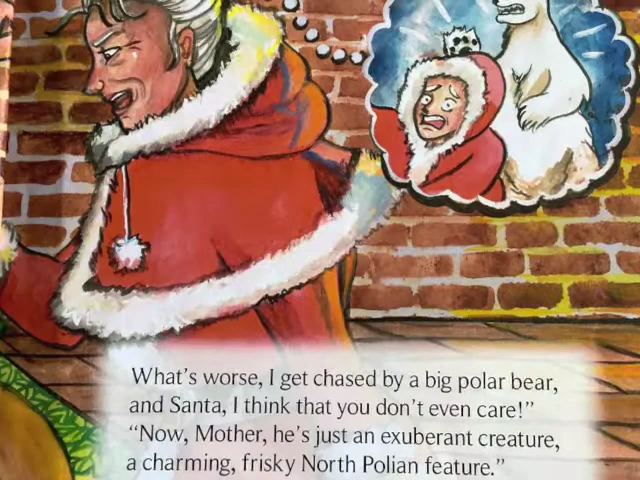 What's worse, I get chased by a big polar bear,
and Santa, I think that you don't even care!”
“Now, Mother, he's just an exuberant creature,
a charming, frisky North Polian feature.”